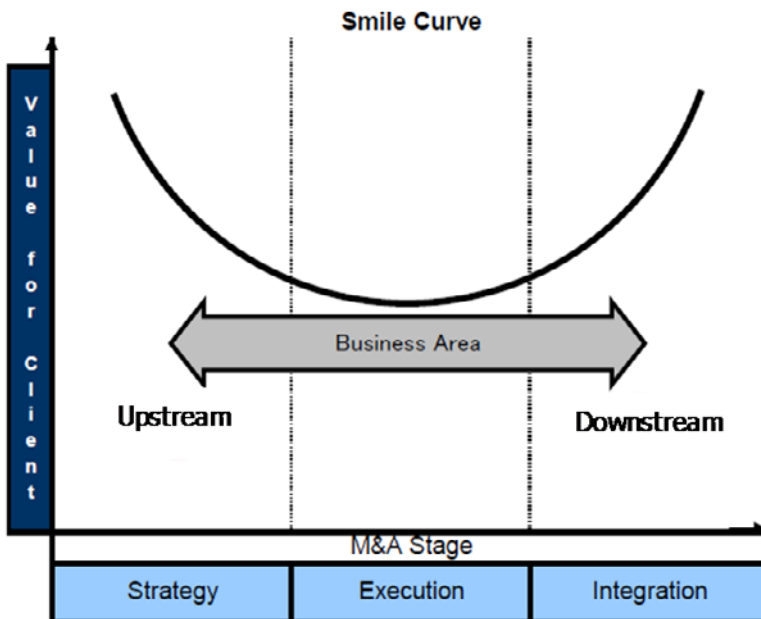 Smile Curve
Value for Client
Business Area
Upstream
Downstream
M&A Stage
Strategy
Execution
Integration